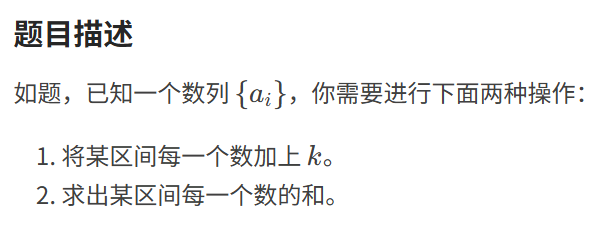 题目描述
如题，已知一个数列 {aᵢ}，你需要进行下面两种操作：
1. 将某区间每一个数加上 k。
2. 求出某区间每一个数的和。